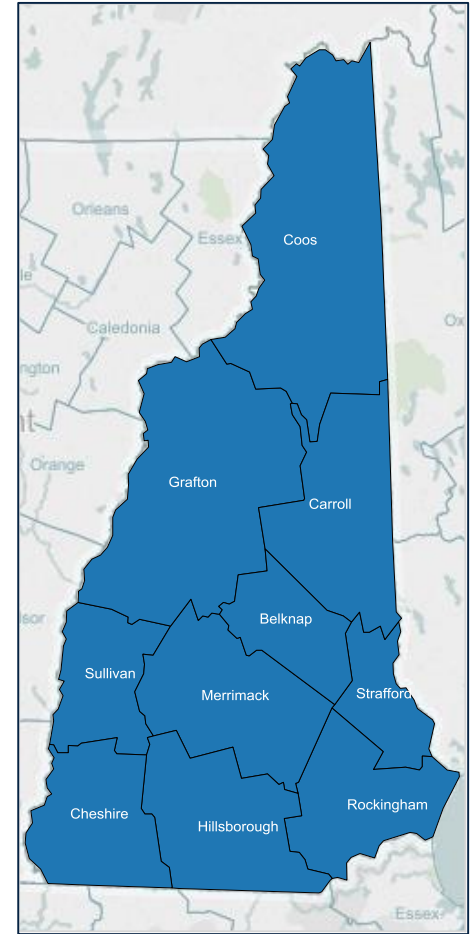 Orleans
Essex
Coos
Caledonia
Grafton
Orange
Carroll
Belknap
Sullivan
Merrimack
Strafford
Cheshire
Hillsborough
Rockingham
Essex